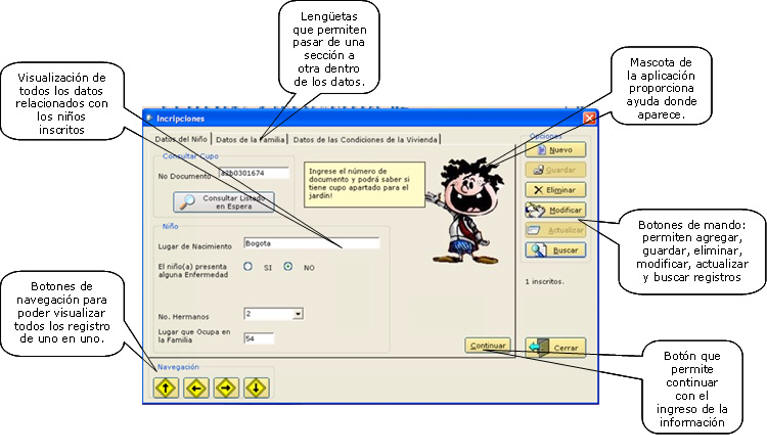 Lengüetas
que permiten
pasar de una
sección a
otra dentro
de los datos.
Visualización de
todos los datos
relacionados con
los niños
inscritos
Mascota de
la aplicación
proporciona
ayuda donde
aparece.
Incripciones
Datos del Niño
Datos de la Familia
Datos de las Condiciones de la Vivienda
Opciones
Consultar Cupo
No Documento
a2b0301674
Consultar Listado
en Espera
Ingrese el número de
documento y podrá saber si
tiene cupo apartado para el
jardín!
Nuevo
Guardar
Eliminar
Modificar
Actualizar
Buscar
1 inscritos.
Niño
Lugar de Nacimiento
Bogota
El niño(a) presenta
alguna Enfermedad
SI
NO
No. Hermanos
2
Lugar que Ocupa en
la Familia
54
Continuar
Cerrar
Navegación
Botones de mando:
permiten agregar,
guardar, eliminar,
modificar, actualizar
y buscar registros
Botones de
navegación para
poder visualizar
todos los registro
de uno en uno.
Botón que
permite
continuar
con el
ingreso de la
información